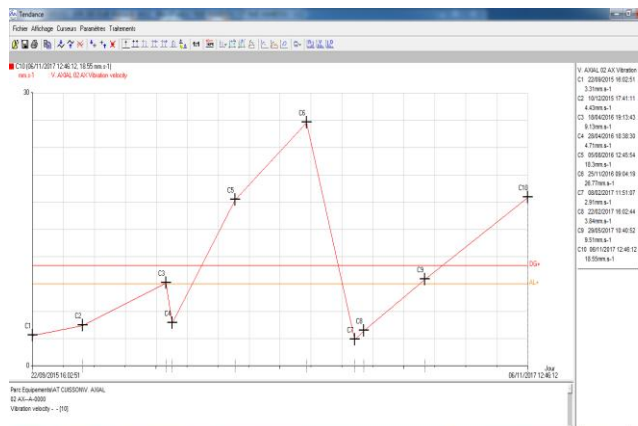 Tendance
Fichier Affichage Curseurs Paramètres Traitements
C10 (06/11/2017 12:46:12, 18.55 mm.s-1)
mm.s-1 V. AXIAL 02 AX Vibration velocity
30
C1
C2
C3
C4
C5
C6
C7
C8
C9
C10
DG+
AL+
0
Jour
22/09/2015 16:02:51
06/11/2017 12:46:12
V. AXIAL 02 AX Vibration
C1 22/09/2015 16:02:51
3.31mm.s-1
C2 10/12/2015 17:41:11
4.43mm.s-1
C3 18/04/2016 19:13:43
9.13mm.s-1
C4 28/04/2016 18:38:30
4.71mm.s-1
C5 05/08/2016 12:45:54
18.3mm.s-1
C6 25/11/2016 09:04:19
26.77mm.s-1
C7 08/02/2017 11:51:07
2.91mm.s-1
C8 22/02/2017 16:02:44
3.84mm.s-1
C9 29/05/2017 18:40:52
9.51mm.s-1
C10 06/11/2017 12:46:12
18.55mm.s-1
Parc Equipements\AT CUISSON\V. AXIAL
02 AX--A-0000
Vibration velocity - - [10]